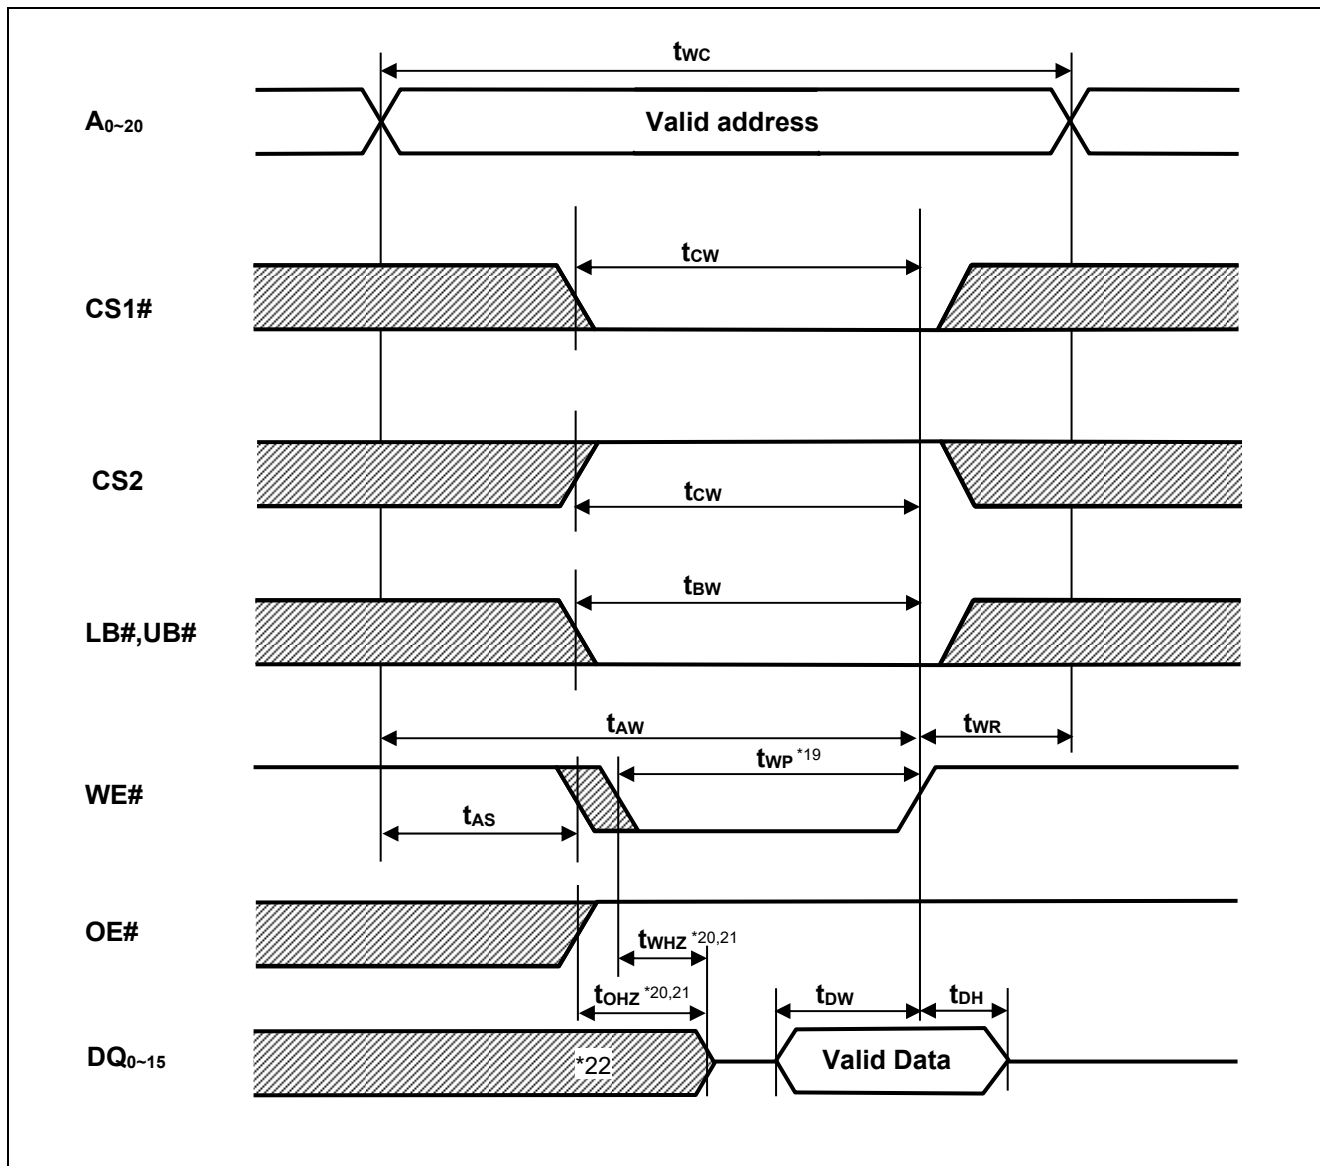 tWC
A0~20
Valid address
tCW
CS1#
CS2
tCW
tBW
LB#,UB#
tAW
tWR
tWP *19
WE#
tAS
OE#
tWHZ *20,21
tOHZ *20,21
tDW
tDH
DQ0~15
*22
Valid Data